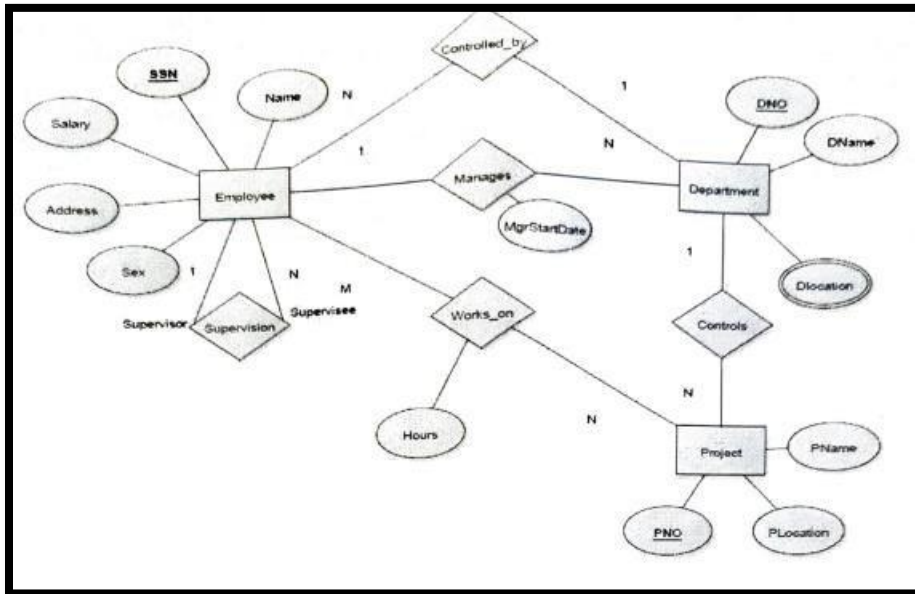 Controlled_by
SSN
Name
N
1
DNO
Salary
DName
1
N
Manages
Employee
Department
Address
MgrStartDate
Sex
1
N
M
1
Dlocation
Supervisor
Supervision
Supervisee
Works_on
Controls
N
Hours
N
Project
PName
PNO
PLocation